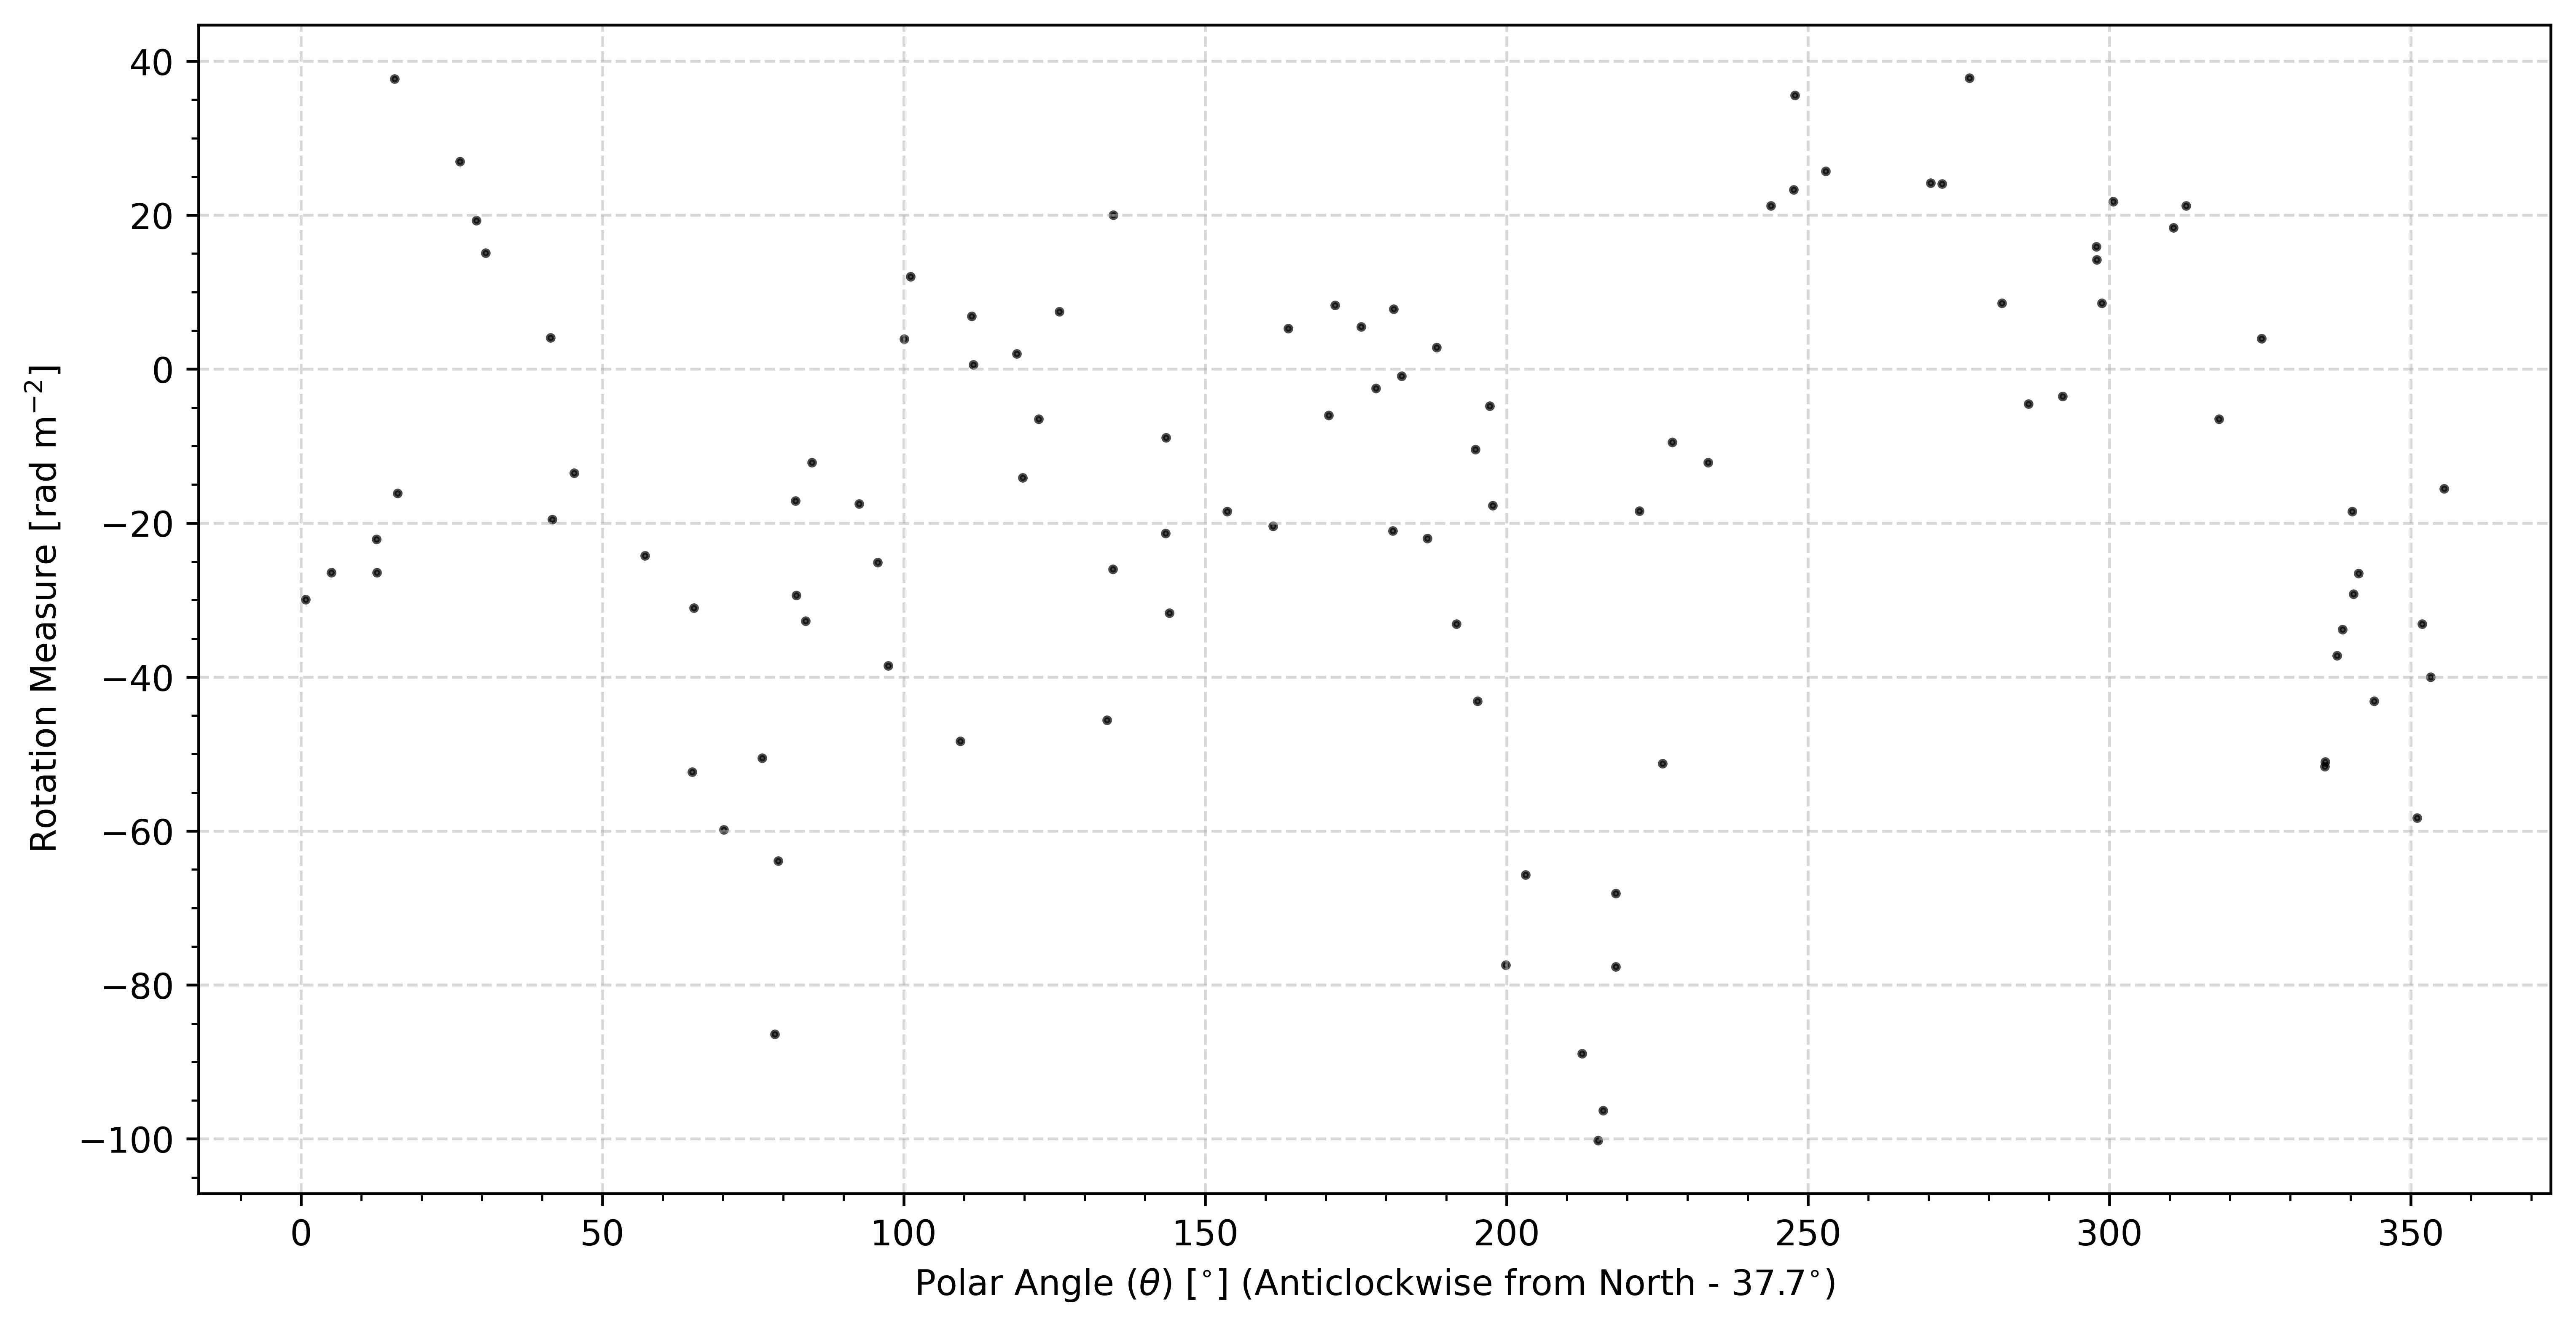 40
20
0
−20
−40
−60
−80
−100
Rotation Measure [rad m⁻²]
0 50 100 150 200 250 300 350
Polar Angle (θ) [°] (Anticlockwise from North - 37.7°)